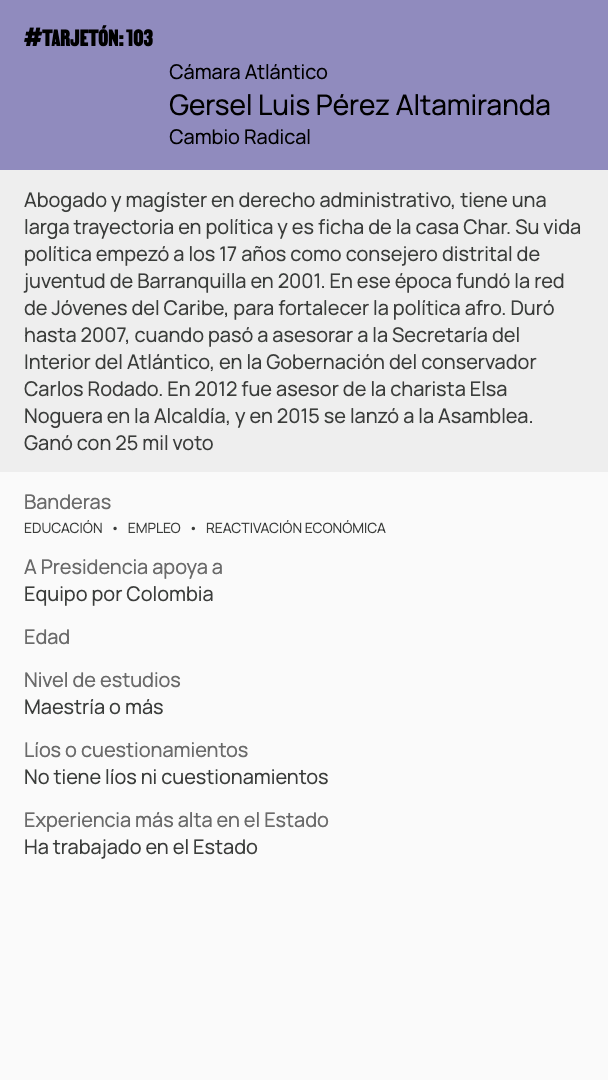 #TARJETÓN: 103
Cámara Atlántico
Gersel Luis Pérez Altamiranda
Cambio Radical
Abogado y magíster en derecho administrativo, tiene una
larga trayectoria en política y es ficha de la casa Char. Su vida
política empezó a los 17 años como consejero distrital de
juventud de Barranquilla en 2001. En ese época fundó la red
de Jóvenes del Caribe, para fortalecer la política afro. Duró
hasta 2007, cuando pasó a asesorar a la Secretaría del
Interior del Atlántico, en la Gobernación del conservador
Carlos Rodado. En 2012 fue asesor de la charista Elsa
Noguera en la Alcaldía, y en 2015 se lanzó a la Asamblea.
Ganó con 25 mil voto
Banderas
EDUCACIÓN • EMPLEO • REACTIVACIÓN ECONÓMICA
A Presidencia apoya a
Equipo por Colombia
Edad
Nivel de estudios
Maestría o más
Líos o cuestionamientos
No tiene líos ni cuestionamientos
Experiencia más alta en el Estado
Ha trabajado en el Estado